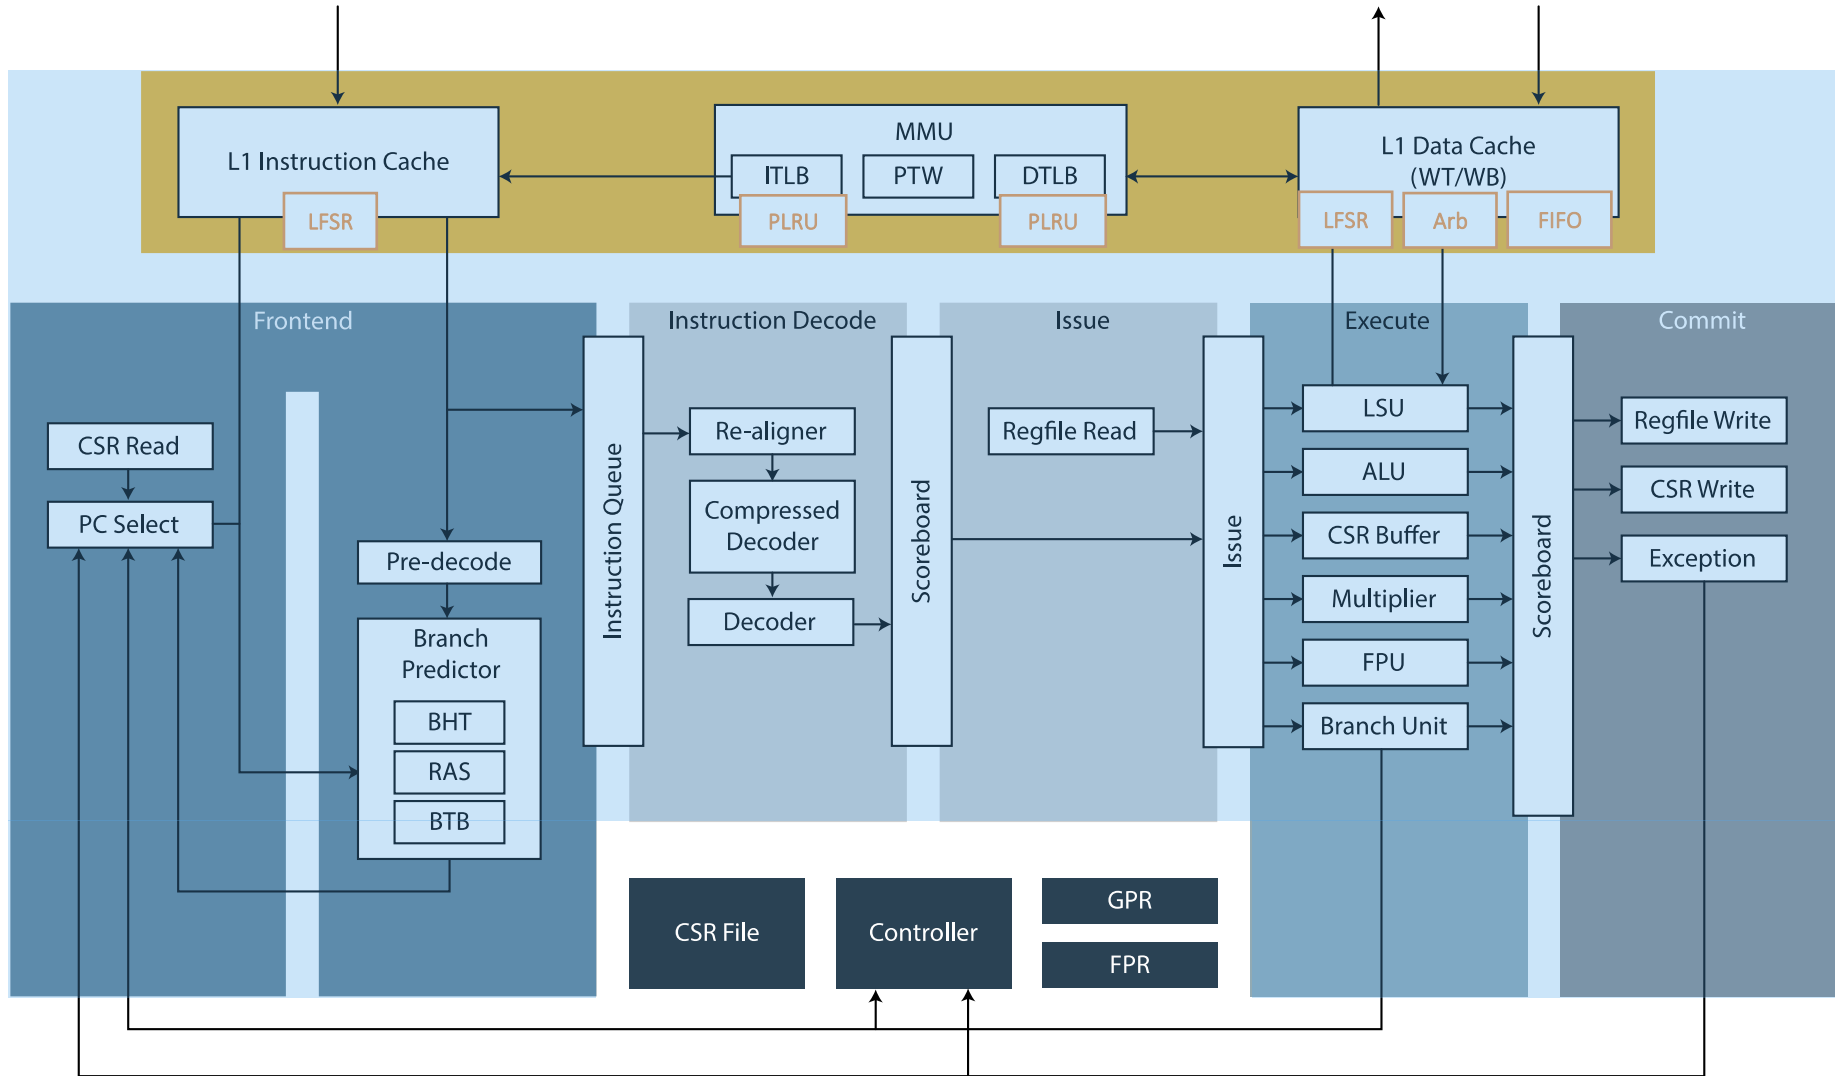 L1 Instruction Cache
LFSR
MMU
ITLB
PTW
DTLB
PLRU
PLRU
L1 Data Cache
(WT/WB)
LFSR
Arb
FIFO
Frontend
CSR Read
PC Select
Pre-decode
Branch
Predictor
BHT
RAS
BTB
Instruction Queue
Instruction Decode
Re-aligner
Compressed
Decoder
Decoder
Scoreboard
Issue
Regfile Read
Issue
Execute
LSU
ALU
CSR Buffer
Multiplier
FPU
Branch Unit
Scoreboard
Commit
Regfile Write
CSR Write
Exception
CSR File
Controller
GPR
FPR